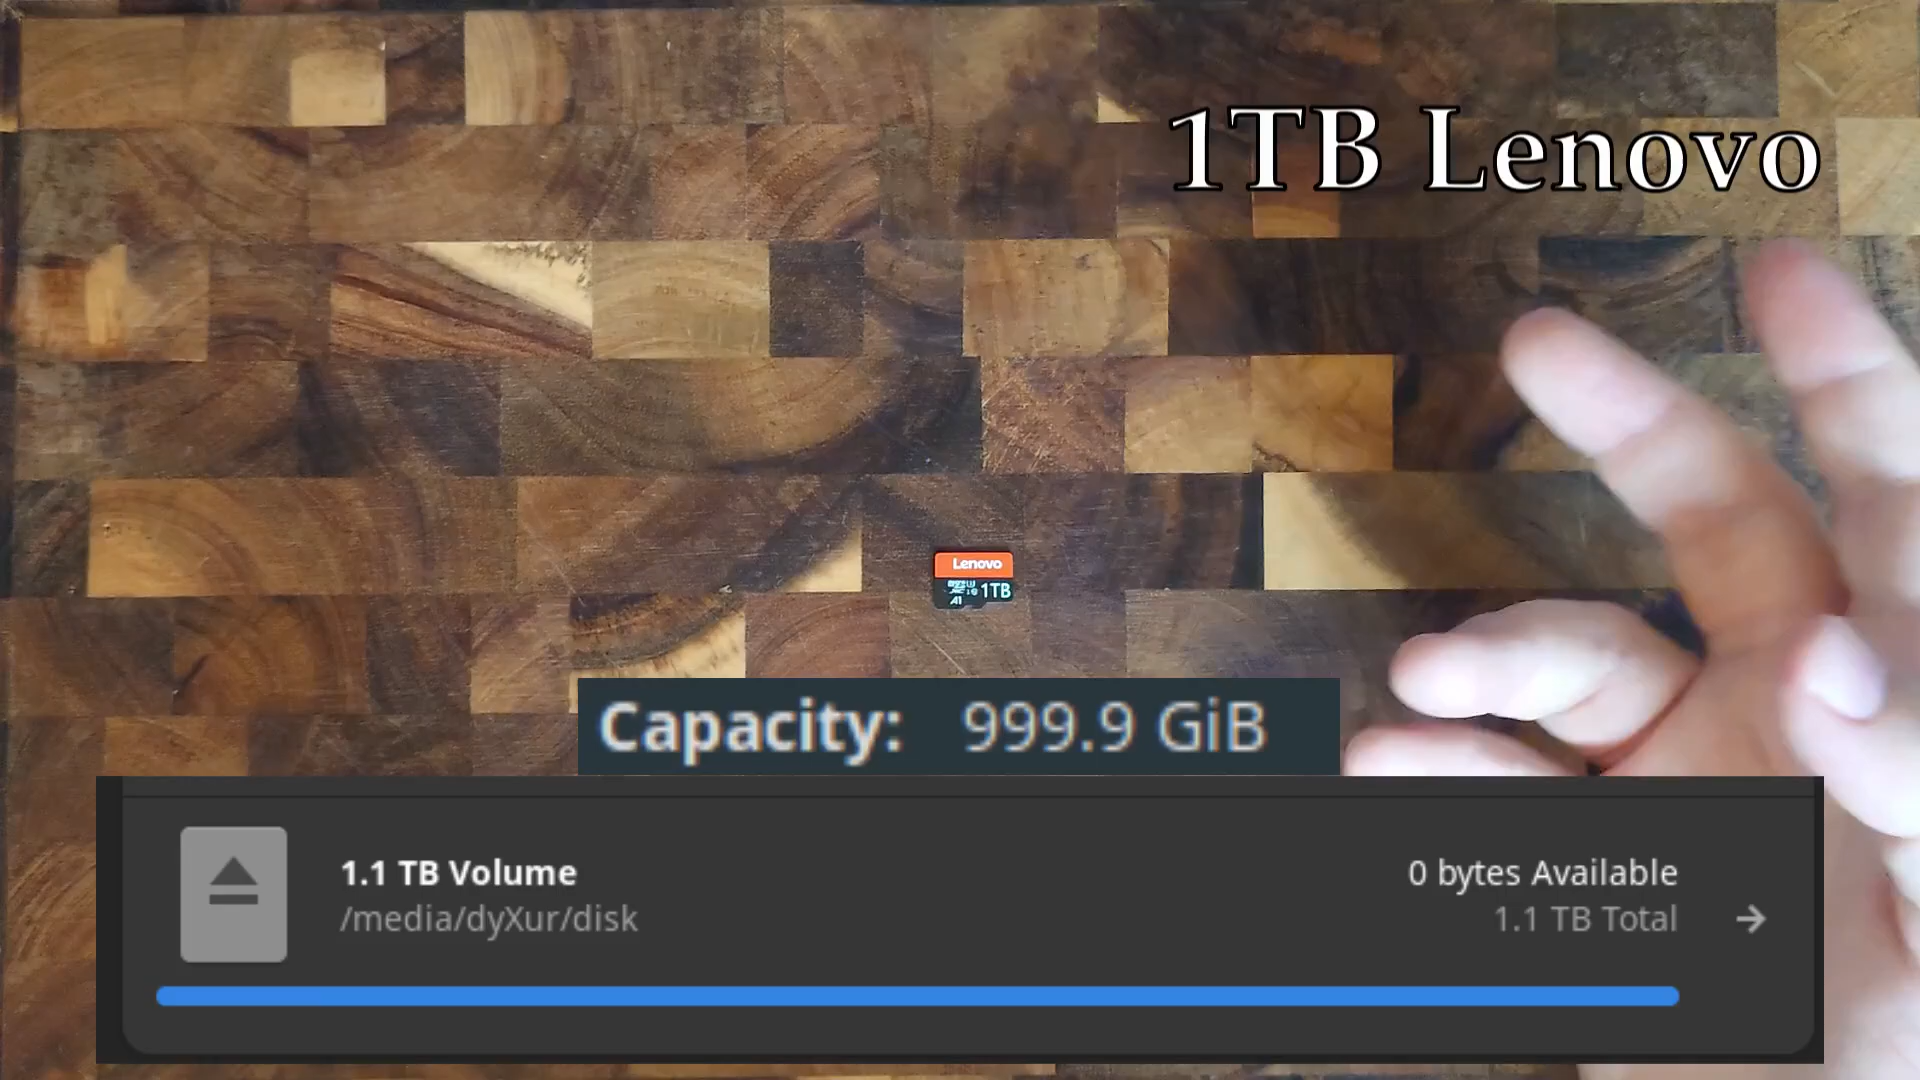 1TB Lenovo
Lenovo
1TB
A1
Capacity: 999.9 GiB
1.1 TB Volume
0 bytes Available
/media/dyXur/disk
1.1 TB Total